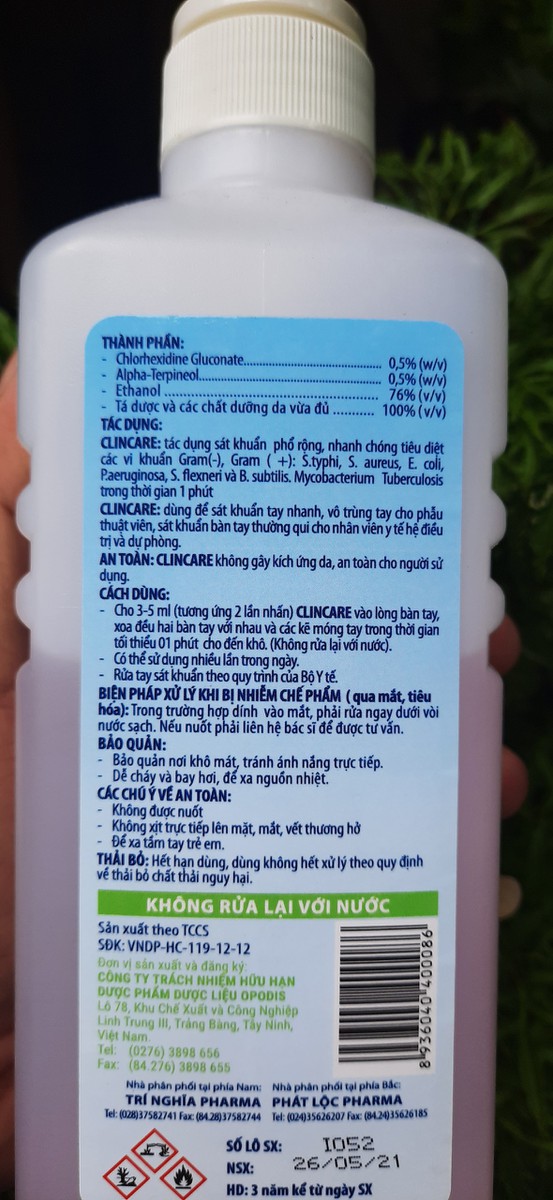 THÀNH PHẦN:
- Chlorhexidine Gluconate........................................ 0,5% (w/v)
- Alpha-Terpineol..................................................... 0,5% (w/v)
- Ethanol ................................................................ 76% (v/v)
- Tá dược và các chất dưỡng da vừa đủ ........... 100% (v/v)
TÁC DỤNG:
CLINCARE: tác dụng sát khuẩn phổ rộng, nhanh chóng tiêu diệt
các vi khuẩn Gram(-), Gram ( +): S.typhi, S. aureus, E. coli,
P.aeruginosa, S. flexneri và B. subtilis. Mycobacterium Tuberculosis
trong thời gian 1 phút
CLINCARE: dùng để sát khuẩn tay nhanh, vô trùng tay cho phẫu
thuật viên, sát khuẩn bàn tay thường qui cho nhân viên y tế hệ điều
trị và dự phòng.
AN TOÀN: CLINCARE không gây kích ứng da, an toàn cho người sử
dụng.
CÁCH DÙNG:
- Cho 3-5 ml (tương ứng 2 lần nhấn) CLINCARE vào lòng bàn tay,
xoa đều hai bàn tay với nhau và các kẽ móng tay trong thời gian
tối thiểu 01 phút cho đến khô. (Không rửa lại với nước).
- Có thể sử dụng nhiều lần trong ngày.
- Rửa tay sát khuẩn theo quy trình của Bộ Y tế.
BIỆN PHÁP XỬ LÝ KHI BỊ NHIỄM CHẾ PHẨM ( qua mắt, tiêu
hóa): Trong trường hợp dính vào mắt, phải rửa ngay dưới vòi
nước sạch. Nếu nuốt phải liên hệ bác sĩ để được tư vấn.
BẢO QUẢN:
- Bảo quản nơi khô mát, tránh ánh nắng trực tiếp.
- Dễ cháy và bay hơi, để xa nguồn nhiệt.
CÁC CHÚ Ý VỀ AN TOÀN:
- Không được nuốt
- Không xịt trực tiếp lên mặt, mắt, vết thương hở
- Để xa tầm tay trẻ em.
THẢI BỎ: Hết hạn dùng, dùng không hết xử lý theo quy định
về thải bỏ chất thải nguy hại.
KHÔNG RỬA LẠI VỚI NƯỚC
Sản xuất theo TCCS
SĐK: VNDP-HC-119-12-12
Đơn vị sản xuất và đăng ký:
CÔNG TY TRÁCH NHIỆM HỮU HẠN
DƯỢC PHẨM DƯỢC LIỆU OPODIS
Lô 78, Khu Chế Xuất và Công Nghiệp
Linh Trung III, Trảng Bàng, Tây Ninh,
Việt Nam.
Tel: (0276) 3898 656
Fax: (84.276) 3898 655
8 936040 400086
Nhà phân phối tại phía Nam: Nhà phân phối tại phía Bắc:
TRÍ NGHĨA PHARMA PHÁT LỘC PHARMA
Tel: (028)37582741 Fax: (84.28)37582744 Tel: (024)35626207 Fax: (84.24)35626185
SỐ LÔ SX: I052
NSX: 26/05/21
HD: 3 năm kể từ ngày SX